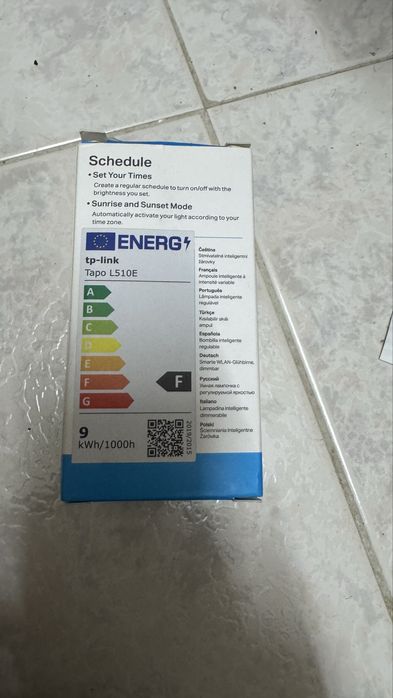 Schedule
• Set Your Times
Create a regular schedule to turn on/off with the
brightness you set.
• Sunrise and Sunset Mode
Automatically activate your light according to your
time zone.
ENERG
tp-link
Tapo L510E
A
B
C
D
E
F
G
F
9
kWh/1000h
2019/2015
Čeština
Stmívatelné inteligentní
žárovky
Français
Ampoule intelligente à
intensité variable
Português
Lâmpada inteligente
regulável
Türkçe
Kısılabilir akıllı
ampul
Española
Bombilla inteligente
regulable
Deutsch
Smarte WLAN-Glühbirne,
dimmbar
Русский
Умная лампочка с
регулируемой яркостью
Italiano
Lampadina intelligente
dimmerabile
Polski
Ściemniania Inteligentne
Żarówka